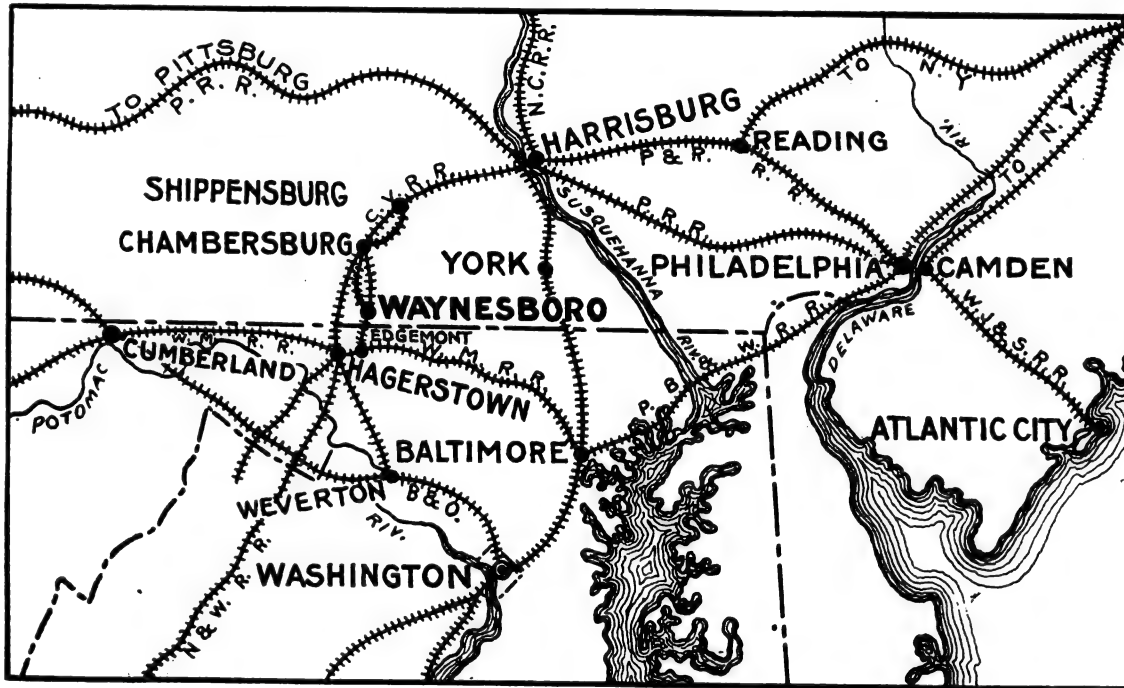 TO PITTSBURG
P. R. R.
N. C. R. R.
HARRISBURG
TO N. Y.
READING
P & R.
R. R.
RIV.
TO N. Y.
SHIPPENSBURG
C. V. R. R.
SUSQUEHANNA
RIVER
P. R. R.
CHAMBERSBURG
YORK
PHILADELPHIA
CAMDEN
WAYNESBORO
EDGEMONT
W. M. R. R.
CUMBERLAND
HAGERSTOWN
W. M. R. R.
P. B. W. R. R.
DELAWARE
W. J & S. R. R.
POTOMAC
BALTIMORE
ATLANTIC CITY
WEVERTON
B & O.
RIV.
WASHINGTON
N & W. R. R.